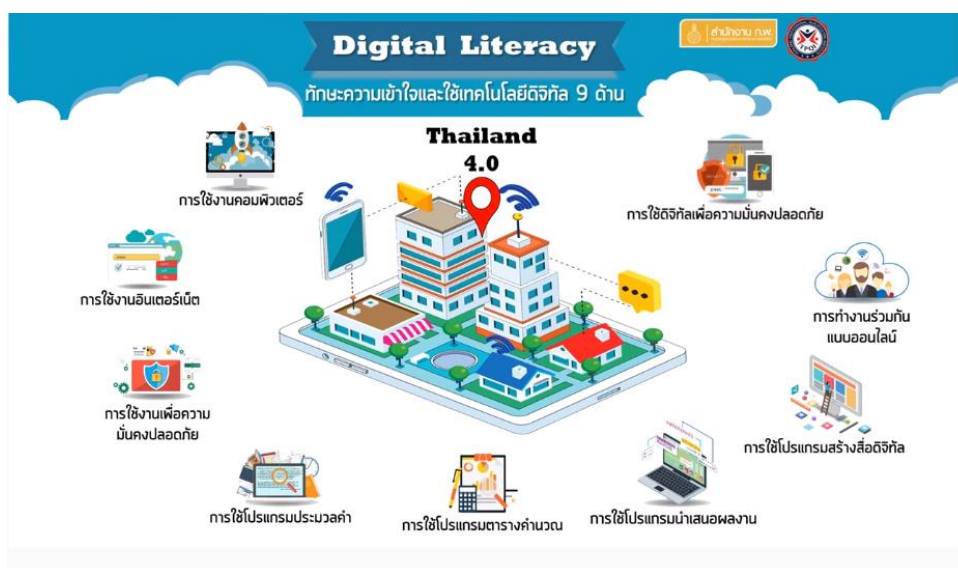 Digital Literacy
สำนักงาน ก.พ.
TPQI
ทักษะความเข้าใจและใช้เทคโนโลยีดิจิทัล 9 ด้าน
Thailand
4.0
การใช้งานคอมพิวเตอร์
การใช้ดิจิทัลเพื่อความมั่นคงปลอดภัย
การใช้งานอินเตอร์เน็ต
การทำงานร่วมกัน
แบบออนไลน์
การใช้งานเพื่อความ
มั่นคงปลอดภัย
การใช้โปรแกรมสร้างสื่อดิจิทัล
การใช้โปรแกรมประมวลคำ
การใช้โปรแกรมตารางคำนวณ
การใช้โปรแกรมนำเสนอผลงาน